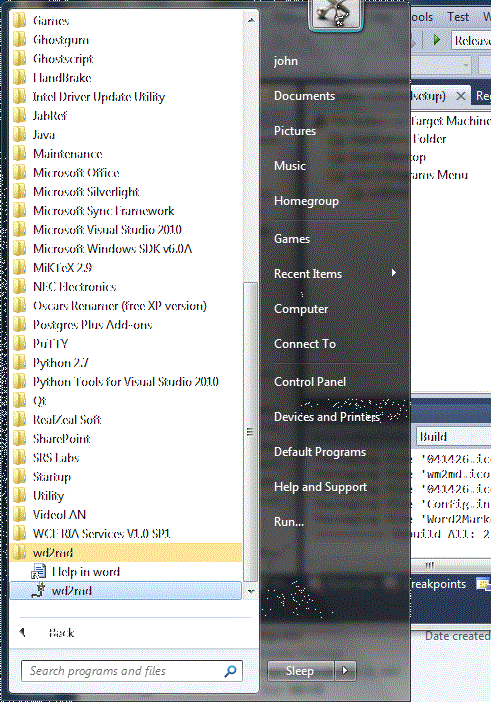 Games
Ghostgum
Ghostscript
HandBrake
Intel Driver Update Utility
JabRef
Java
Maintenance
Microsoft Office
Microsoft Silverlight
Microsoft Sync Framework
Microsoft Visual Studio 2010
Microsoft Windows SDK v6.0A
MiKTeX 2.9
NEC Electronics
Oscars Renamer (free XP version)
Postgres Plus Add-ons
PuTTY
Python 2.7
Python Tools for Visual Studio 2010
Qt
RealZeal Soft
SharePoint
SRS Labs
Startup
Utility
VideoLAN
WCF RIA Services V1.0 SP1
wd2md
Help in word
wd2md
Back
Search programs and files
john
Documents
Pictures
Music
Homegroup
Games
Recent Items
Computer
Connect To
Control Panel
Devices and Printers
Default Programs
Help and Support
Run...
Sleep
ools Test W
Release
setup) Re
Target Machine
Folder
top
rams Menu
Build
'041426.ico
'wm2md.ico
'041426.ico
'Config.in
'Word2Mark
uild All: 2
reakpoints
Date created